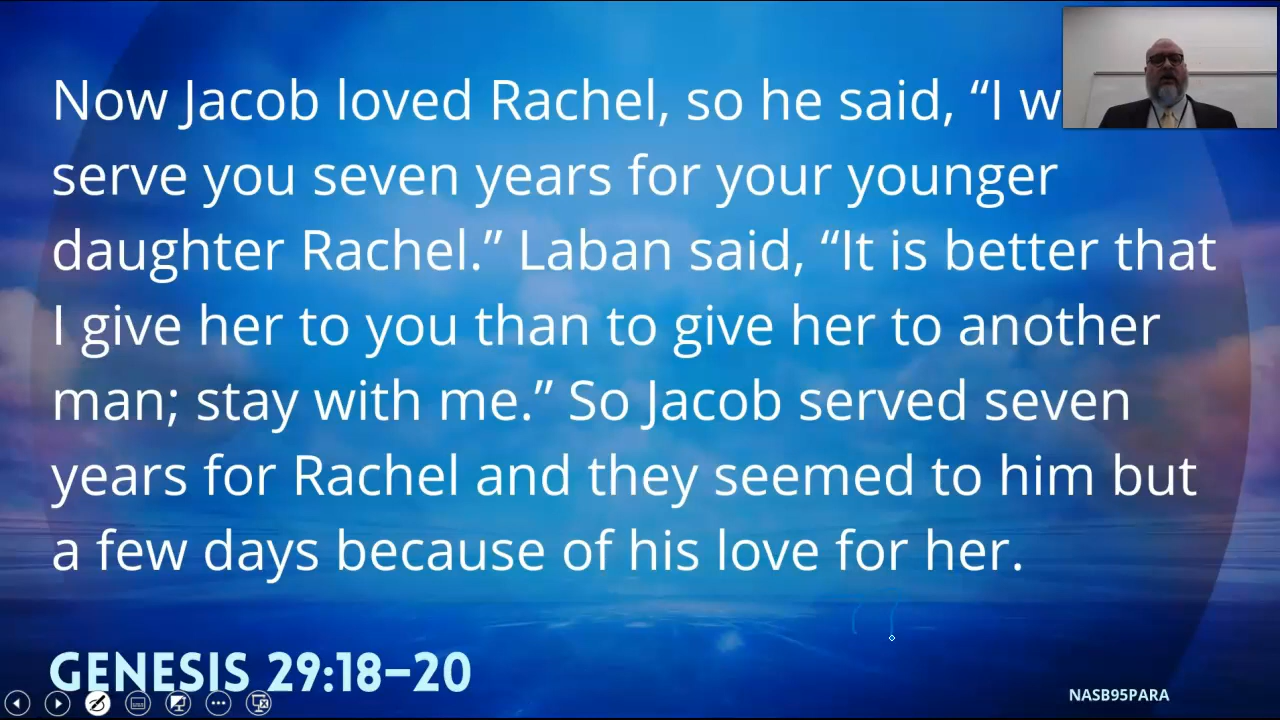 Now Jacob loved Rachel, so he said, “I w
serve you seven years for your younger
daughter Rachel.” Laban said, “It is better that
I give her to you than to give her to another
man; stay with me.” So Jacob served seven
years for Rachel and they seemed to him but
a few days because of his love for her.
GENESIS 29:18–20
NASB95PARA